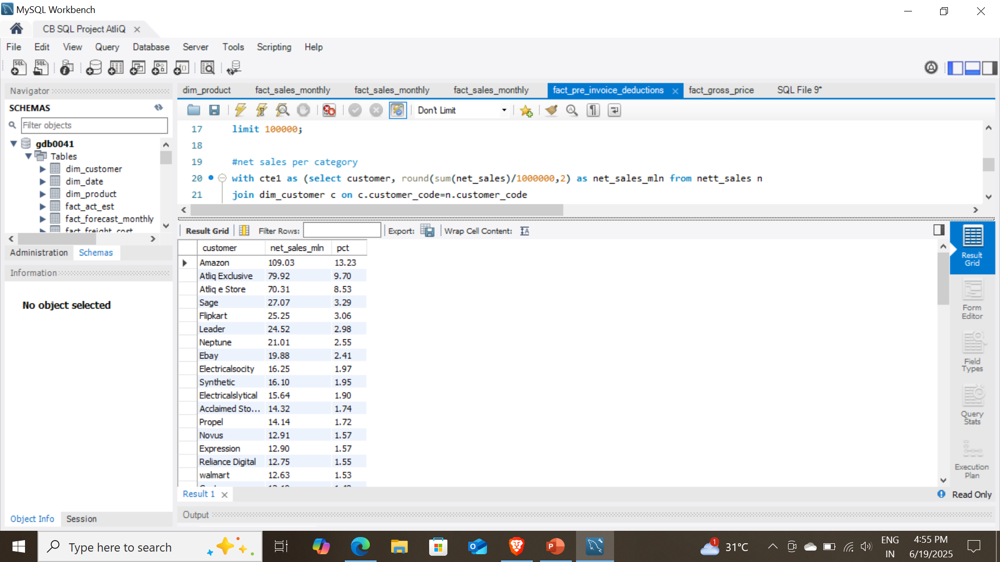 MySQL Workbench
CB SQL Project AtliQ
File Edit View Query Database Server Tools Scripting Help
Navigator
SCHEMAS
Filter objects
gdb0041
Tables
dim_customer
dim_date
dim_product
fact_act_est
fact_forecast_monthly
fact_freight_cost
Administration Schemas
Information
No object selected
Object Info Session
dim_product fact_sales_monthly fact_sales_monthly fact_sales_monthly fact_pre_invoice_deductions fact_gross_price SQL File 9*
Don't Limit
17 limit 100000;
18
19 #net sales per category
20 with cte1 as (select customer, round(sum(net_sales)/1000000,2) as net_sales_mln from nett_sales n
21 join dim_customer c on c.customer_code=n.customer_code
Result Grid Filter Rows: Export: Wrap Cell Content:
customer net_sales_mln pct
Amazon 109.03 13.23
Atliq Exclusive 79.92 9.70
Atliq e Store 70.31 8.53
Sage 27.07 3.29
Flipkart 25.25 3.06
Leader 24.52 2.98
Neptune 21.01 2.55
Ebay 19.88 2.41
Electricalsocity 16.25 1.97
Synthetic 16.10 1.95
Electricalslytical 15.64 1.90
Acclaimed Sto... 14.32 1.74
Propel 14.14 1.72
Novus 12.91 1.57
Expression 12.90 1.57
Reliance Digital 12.75 1.55
walmart 12.63 1.53
Result Grid
Form Editor
Field Types
Query Stats
Execution Plan
Result 1
Read Only
Output
Type here to search
1
31°C
ENG
IN
4:55 PM
6/19/2025